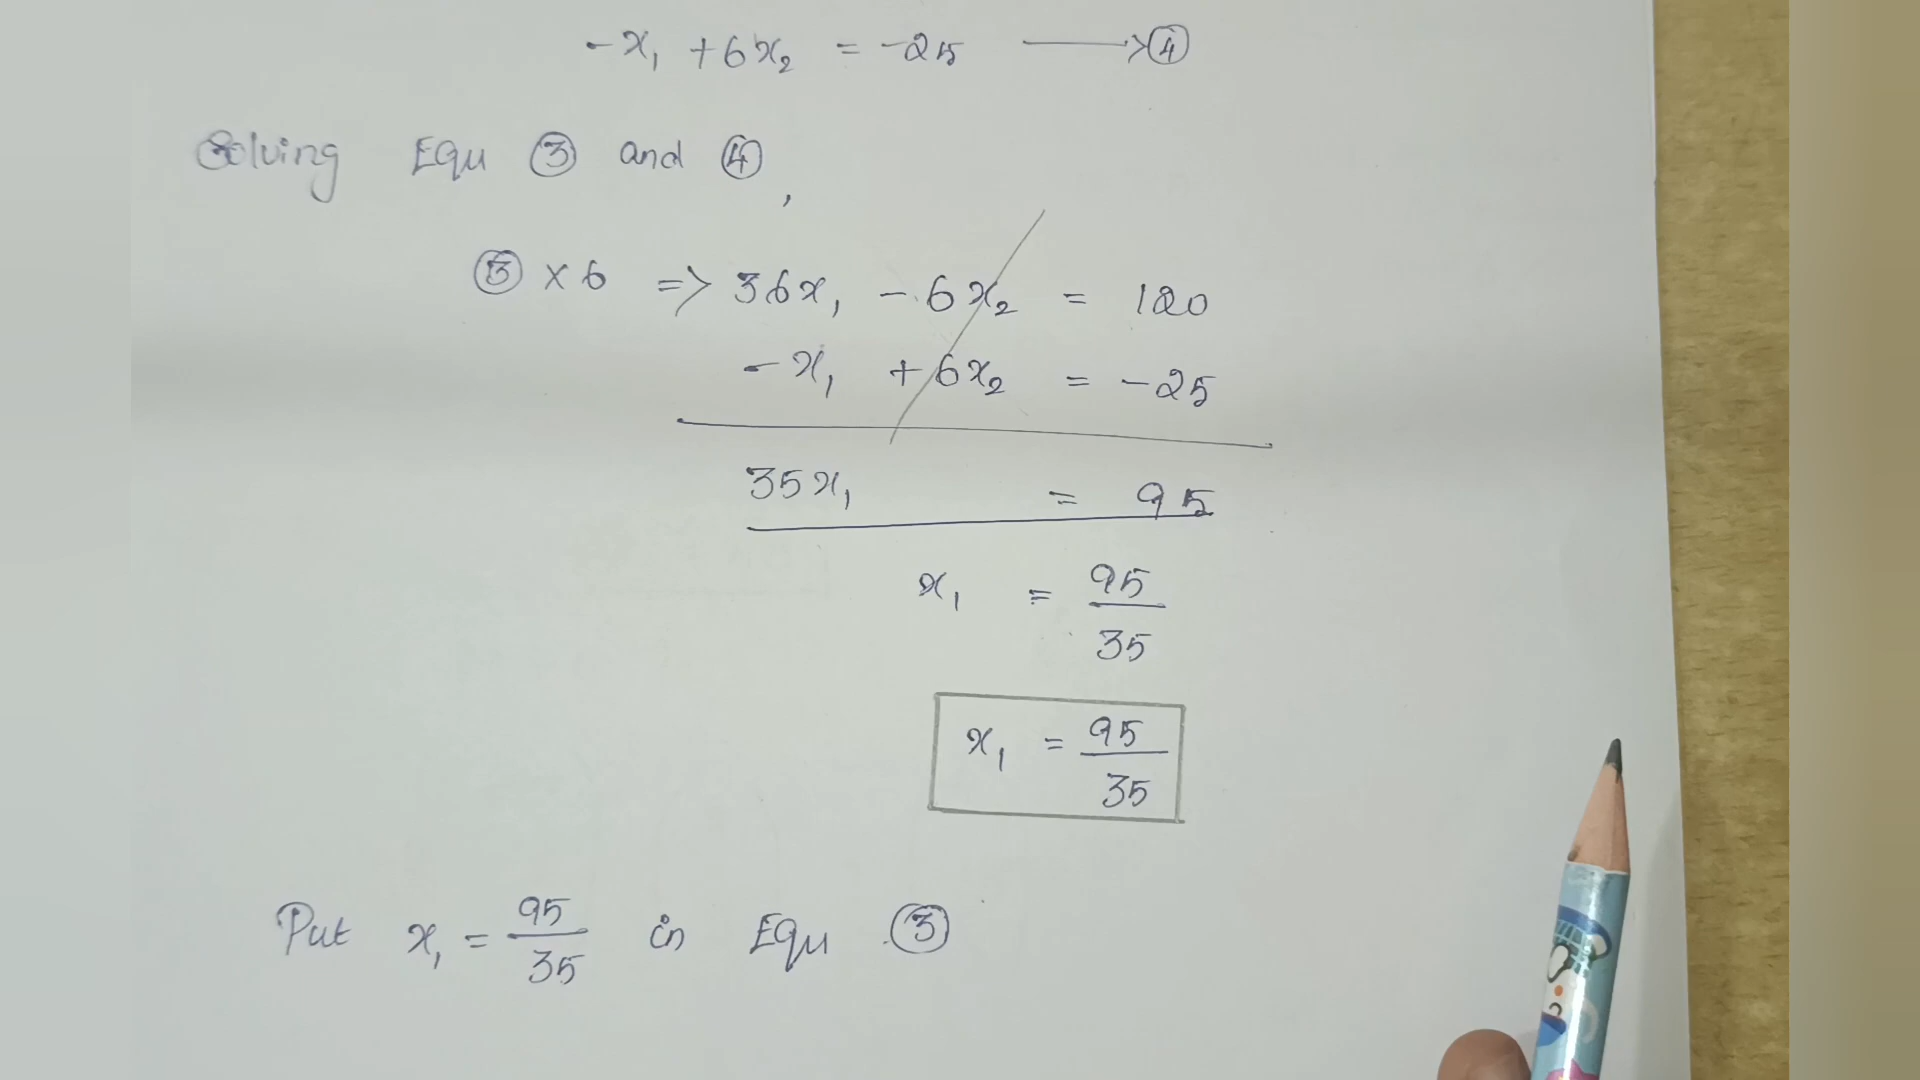 -x₁ +6x₂ = -25 ⟶ ④
Solving Equ ③ and ④,
③ × 6 => 36x₁ - 6x₂ = 120
-x₁ + 6x₂ = -25
35x₁ = 95
x₁ = 95/35
x₁ = 95/35
Put x₁ = 95/35 in Equ ③